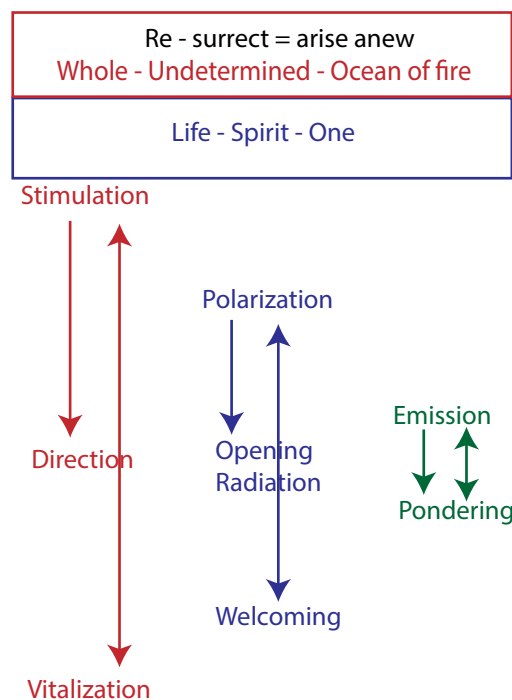 Re - surrect = arise anew
Whole - Undetermined - Ocean of fire
Life - Spirit - One
Stimulation
Polarization
Emission
Direction
Opening
Radiation
Pondering
Welcoming
Vitalization